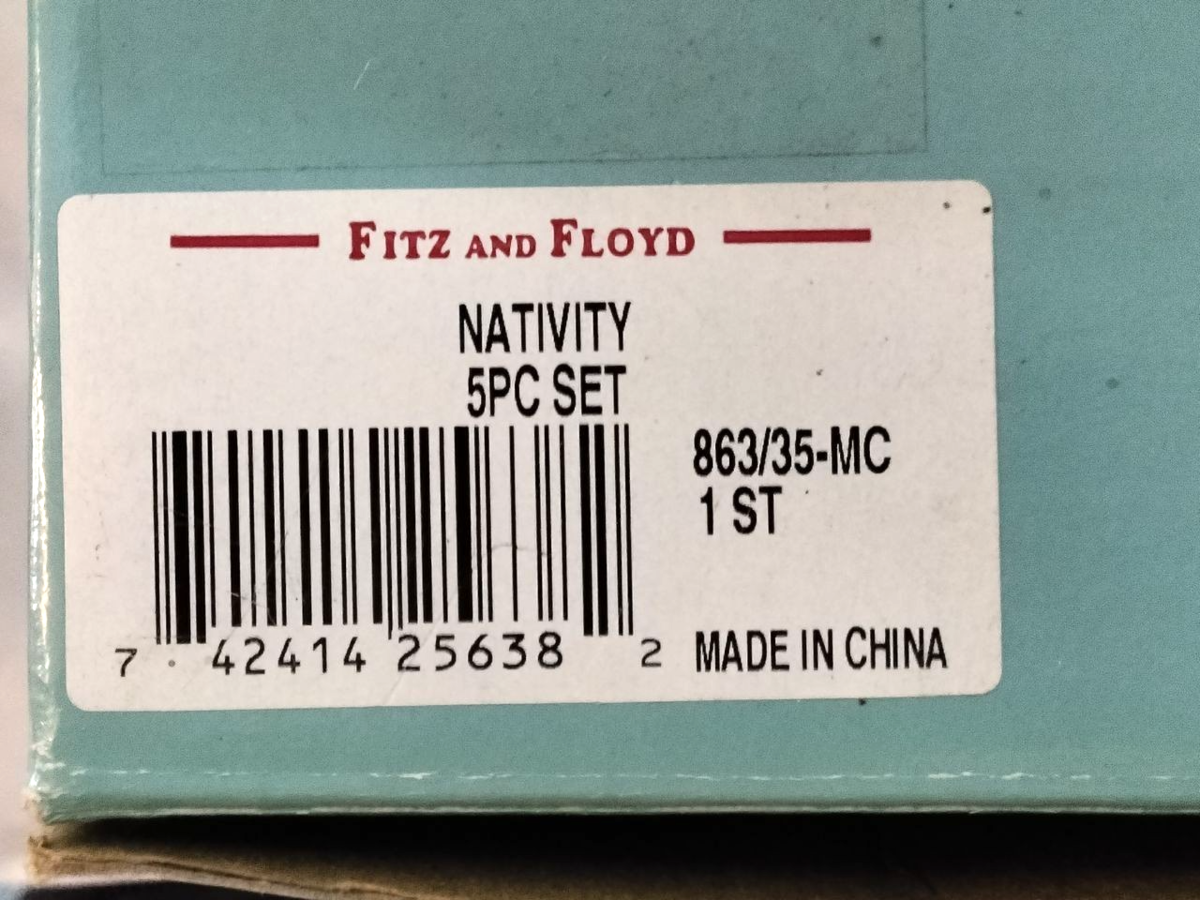 FITZ AND FLOYD
NATIVITY
5PC SET
863/35-MC
1 ST
7 42414 25638 2
MADE IN CHINA